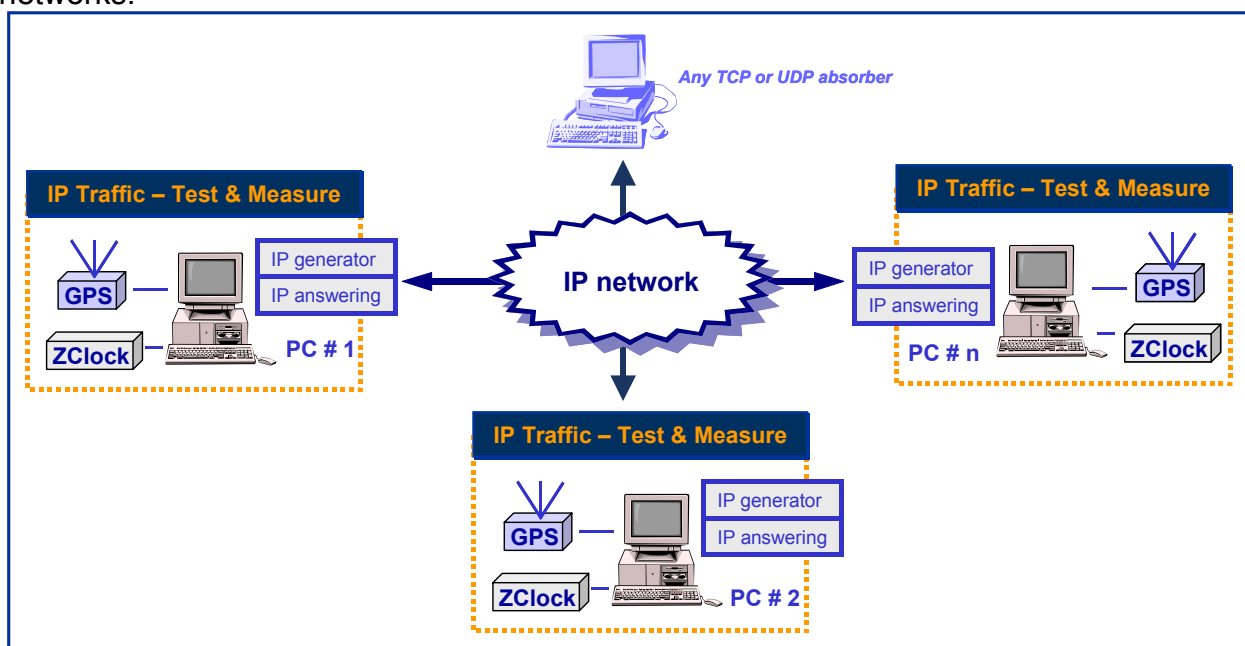 networks.
Any TCP or UDP absorber
IP Traffic – Test & Measure
IP Traffic – Test & Measure
IP generator
IP answering
GPS
ZClock
PC # 1
IP network
IP generator
IP answering
GPS
ZClock
PC # n
IP Traffic – Test & Measure
IP generator
IP answering
GPS
ZClock
PC # 2